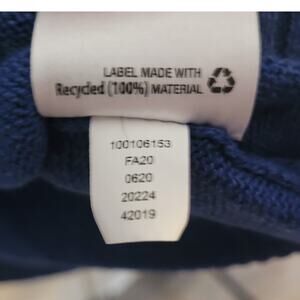 LABEL MADE WITH
Recycled (100%) MATERIAL
100106153
FA20
0620
20224
42019